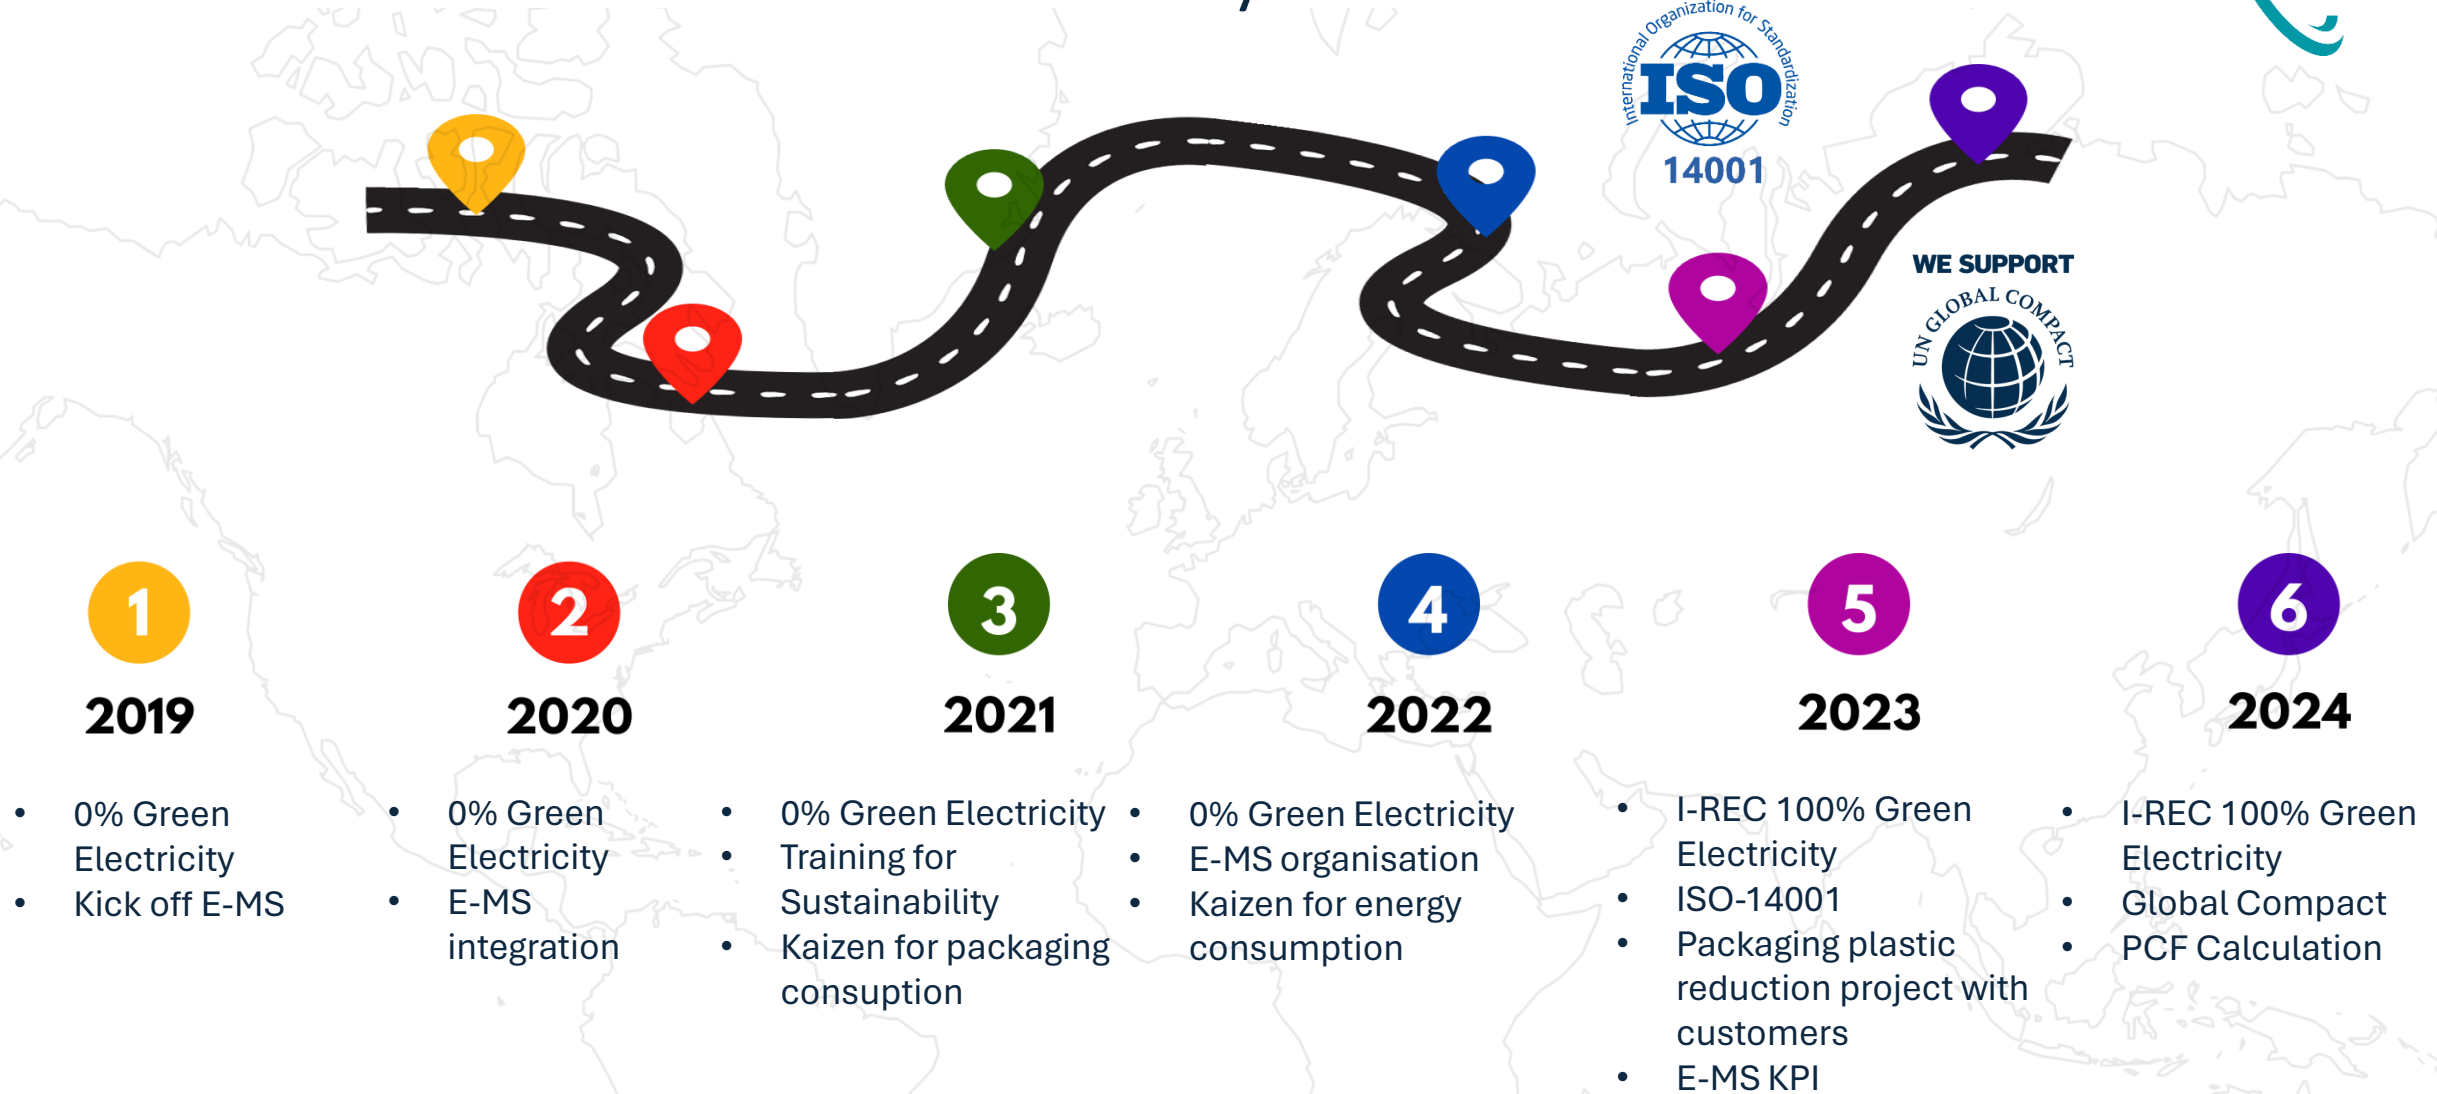 International Organization for Standardization
ISO
14001
WE SUPPORT
UN GLOBAL COMPACT
1
2
3
4
5
6
2019
2020
2021
2022
2023
2024
• 0% Green
Electricity
• Kick off E-MS
• 0% Green
Electricity
• E-MS
integration
• 0% Green Electricity
• Training for
Sustainability
• Kaizen for packaging
consuption
• 0% Green Electricity
• E-MS organisation
• Kaizen for energy
consumption
• I-REC 100% Green
Electricity
• ISO-14001
• Packaging plastic
reduction project with
customers
• E-MS KPI
• I-REC 100% Green
Electricity
• Global Compact
• PCF Calculation